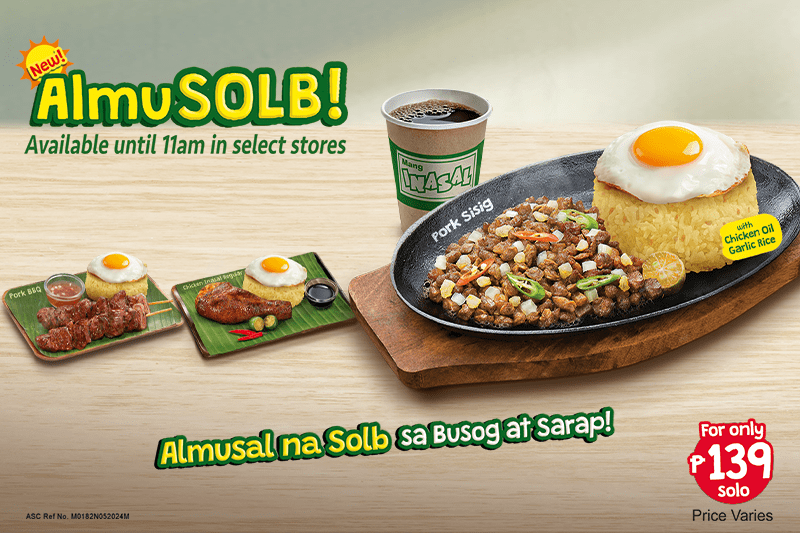 New!
AlmuSOLB!
Available until 11am in select stores
Mang
INASAL
Pork Sisig
with
Chicken Oil
Garlic Rice
Pork BBQ
Chicken Inasal
Almusal na Solb sa Busog at Sarap!
For only
₱139
solo
Price Varies
ASC Ref No. M0182N052024M